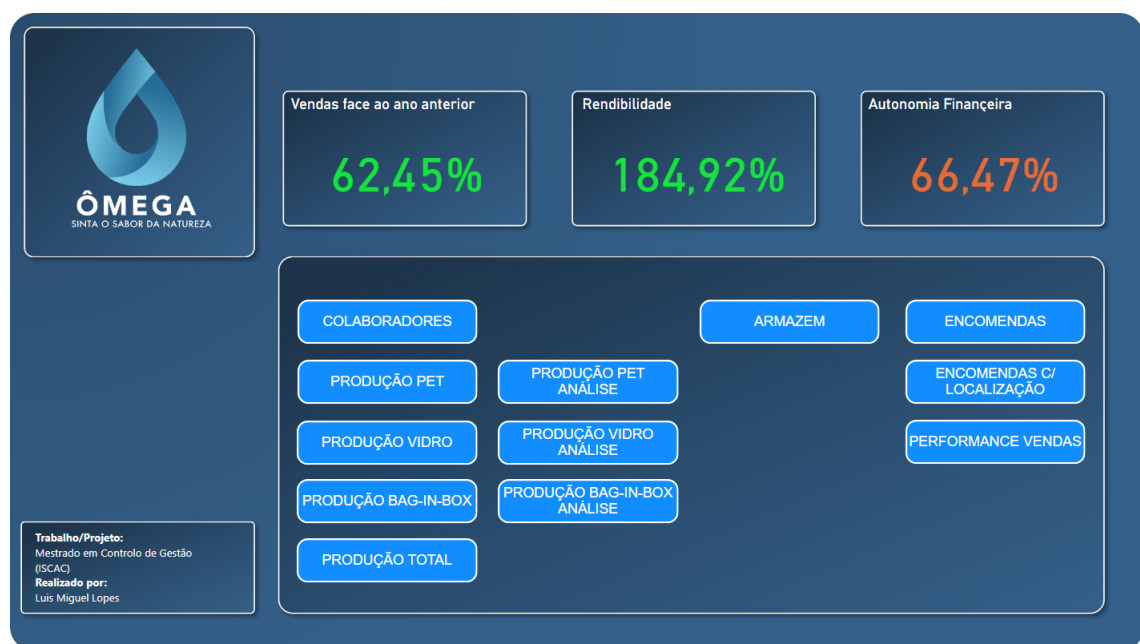 ÔMEGA
SINTA O SABOR DA NATUREZA
Vendas face ao ano anterior
62,45%
Rendibilidade
184,92%
Autonomia Finançeira
66,47%
COLABORADORES
ARMAZEM
ENCOMENDAS
PRODUÇÃO PET
PRODUÇÃO PET
ANÁLISE
ENCOMENDAS C/
LOCALIZAÇÃO
PRODUÇÃO VIDRO
PRODUÇÃO VIDRO
ANÁLISE
PERFORMANCE VENDAS
PRODUÇÃO BAG-IN-BOX
PRODUÇÃO BAG-IN-BOX
ANÁLISE
PRODUÇÃO TOTAL
Trabalho/Projeto:
Mestrado em Controlo de Gestão
(ISCAC)
Realizado por:
Luis Miguel Lopes